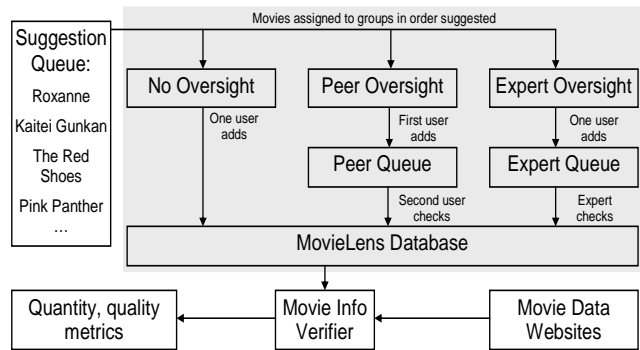 Movies assigned to groups in order suggested
Suggestion
Queue:
Roxanne
Kaitei Gunkan
The Red
Shoes
Pink Panther
…
No Oversight
Peer Oversight
Expert Oversight
One user
adds
First user
adds
One user
adds
Peer Queue
Expert Queue
Second user
checks
Expert
checks
MovieLens Database
Quantity, quality
metrics
Movie Info
Verifier
Movie Data
Websites